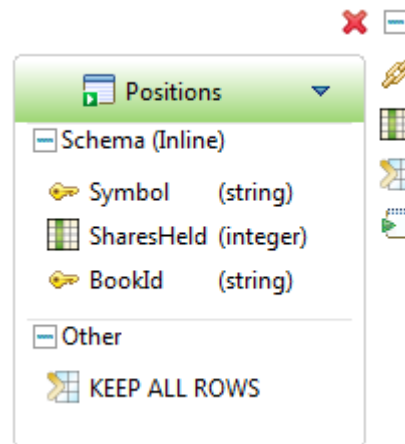 Positions
Schema (Inline)
Symbol (string)
SharesHeld (integer)
BookId (string)
Other
KEEP ALL ROWS